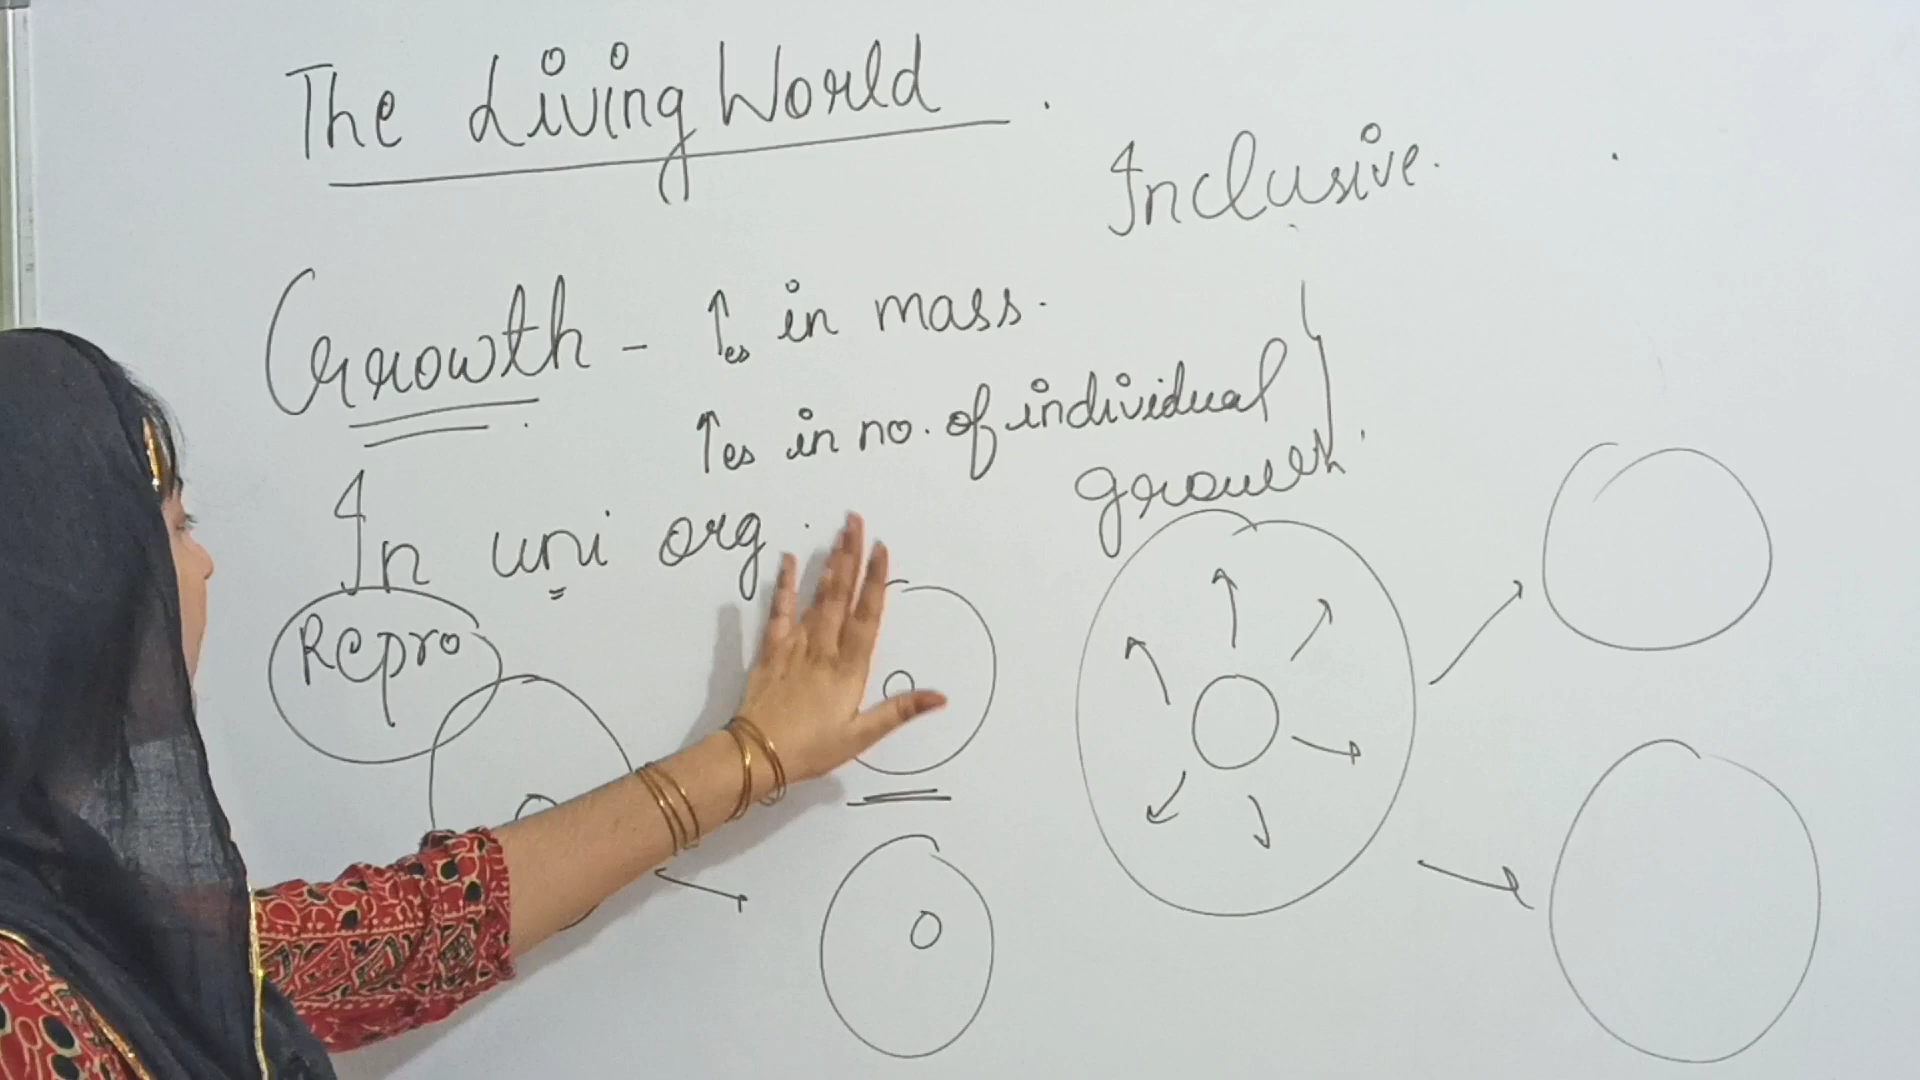 The Living World
Inclusive.
Growth - ↑es in mass.
↑es in no. of individual
growth.
In uni org.
Repro